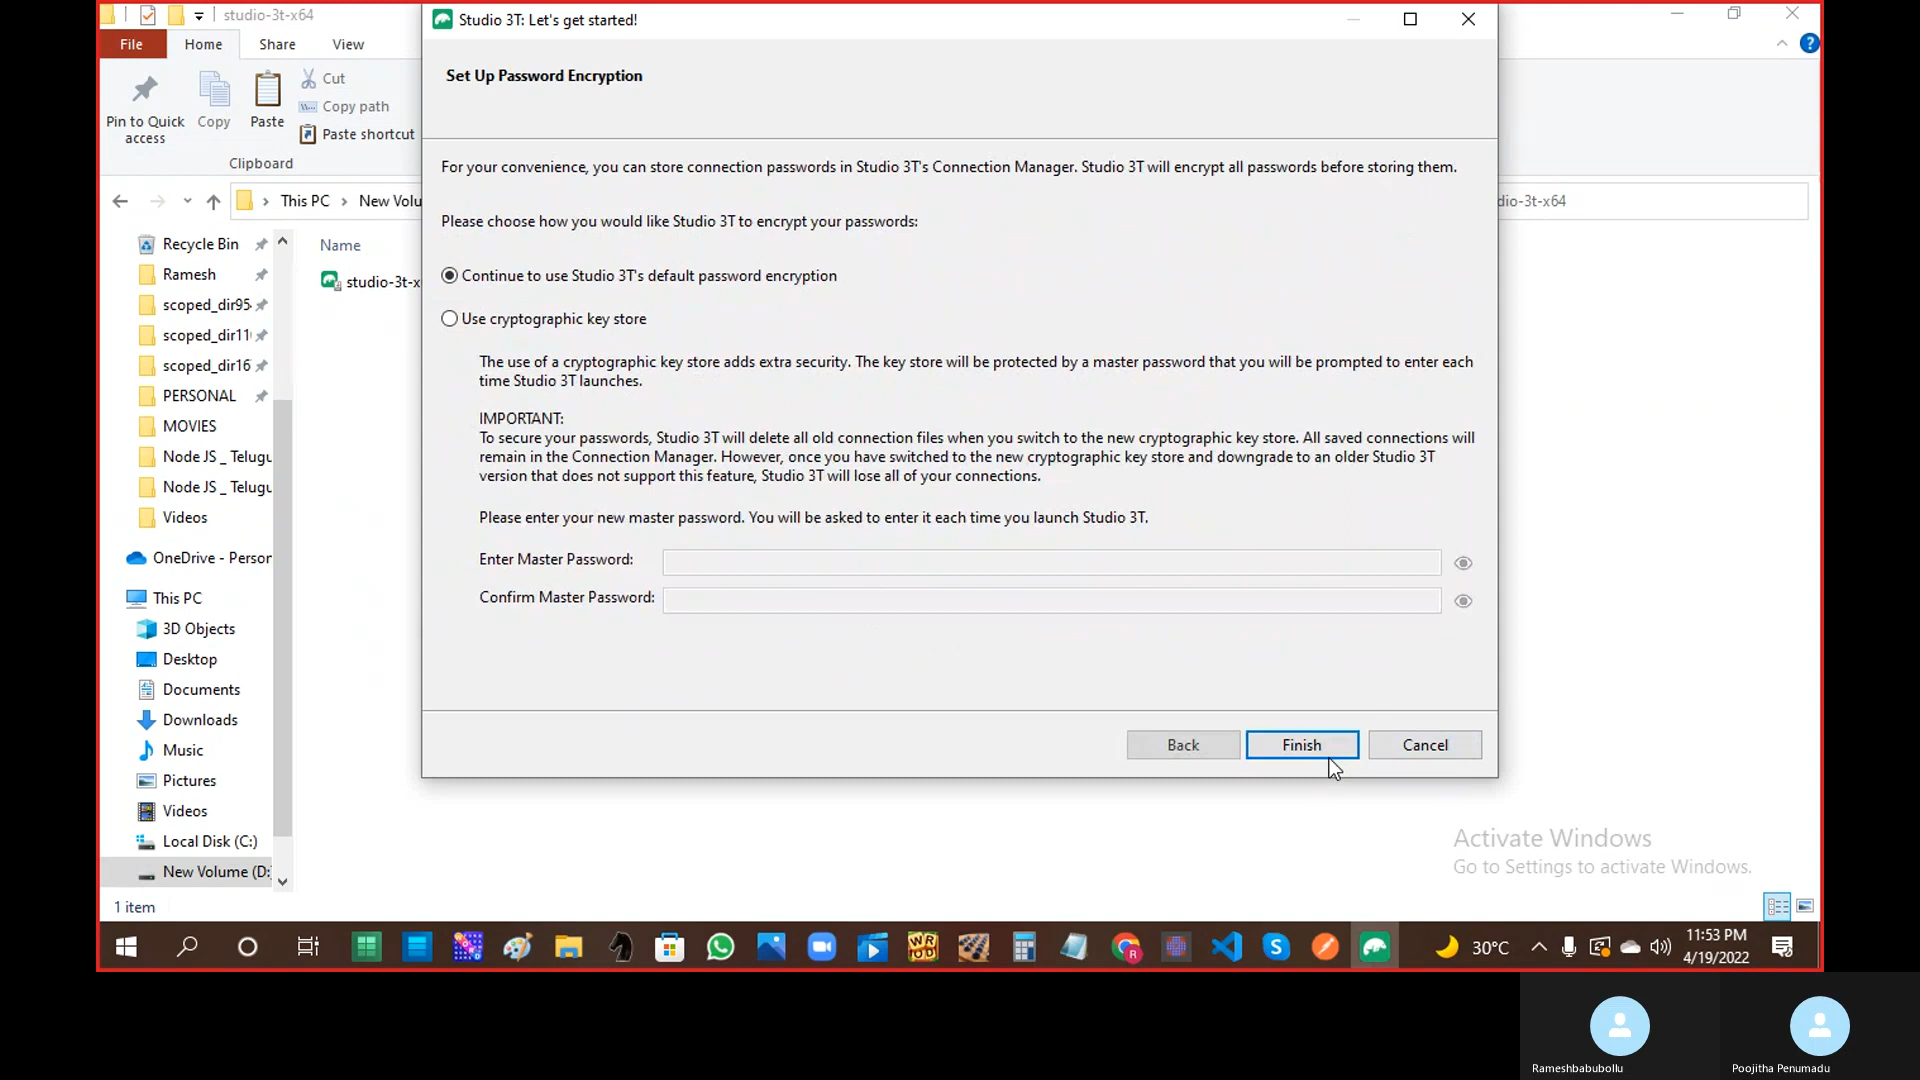 studio-3t-x64
Studio 3T: Let's get started!
File
Home
Share
View
Pin to Quick
access
Copy
Paste
Cut
Copy path
Paste shortcut
Clipboard
This PC
New Volu
dio-3t-x64
Set Up Password Encryption
For your convenience, you can store connection passwords in Studio 3T's Connection Manager. Studio 3T will encrypt all passwords before storing them.
Please choose how you would like Studio 3T to encrypt your passwords:
Continue to use Studio 3T's default password encryption
Use cryptographic key store
The use of a cryptographic key store adds extra security. The key store will be protected by a master password that you will be prompted to enter each
time Studio 3T launches.
IMPORTANT:
To secure your passwords, Studio 3T will delete all old connection files when you switch to the new cryptographic key store. All saved connections will
remain in the Connection Manager. However, once you have switched to the new cryptographic key store and downgrade to an older Studio 3T
version that does not support this feature, Studio 3T will lose all of your connections.
Please enter your new master password. You will be asked to enter it each time you launch Studio 3T.
Enter Master Password:
Confirm Master Password:
Back
Finish
Cancel
Name
studio-3t-x
Recycle Bin
Ramesh
scoped_dir95
scoped_dir11
scoped_dir16
PERSONAL
MOVIES
Node JS _ Telugu
Node JS _ Telugu
Videos
OneDrive - Person
This PC
3D Objects
Desktop
Documents
Downloads
Music
Pictures
Videos
Local Disk (C:)
New Volume (D:)
1 item
Activate Windows
Go to Settings to activate Windows.
30°C
11:53 PM
4/19/2022
Rameshbabubollu
Poojitha Penumadu